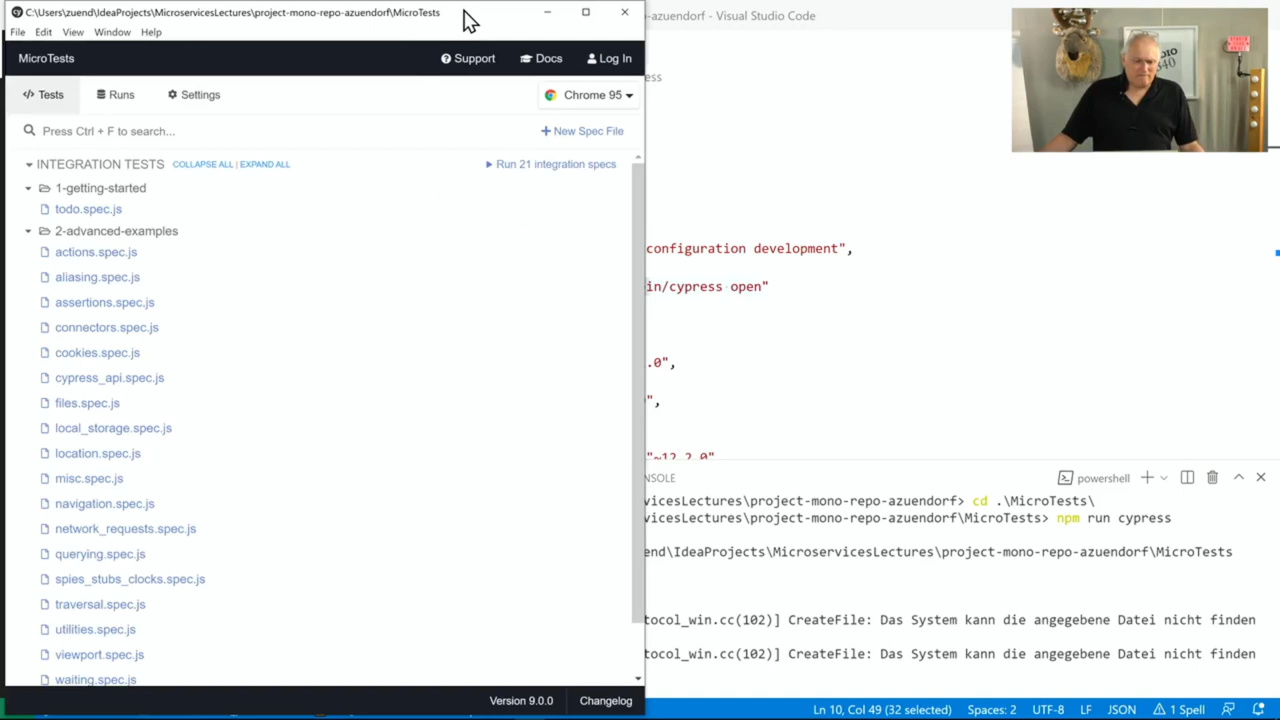 C:\Users\zuend\IdeaProjects\MicroservicesLectures\project-mono-repo-azuendorf\MicroTests
-azuendorf - Visual Studio Code
File Edit View Window Help
MicroTests
Support Docs Log In
ess
Tests Runs Settings Chrome 95
Press Ctrl + F to search... New Spec File
INTEGRATION TESTS COLLAPSE ALL | EXPAND ALL Run 21 integration specs
1-getting-started
todo.spec.js
2-advanced-examples
actions.spec.js
aliasing.spec.js
assertions.spec.js
connectors.spec.js
cookies.spec.js
cypress_api.spec.js
files.spec.js
local_storage.spec.js
location.spec.js
misc.spec.js
navigation.spec.js
network_requests.spec.js
querying.spec.js
spies_stubs_clocks.spec.js
traversal.spec.js
utilities.spec.js
viewport.spec.js
waiting.spec.js
Version 9.0.0 Changelog
configuration development",
in/cypress open"
.0",
",
"~12.2.0"
NSOLE powershell
vicesLectures\project-mono-repo-azuendorf> cd .\MicroTests\
vicesLectures\project-mono-repo-azuendorf\MicroTests> npm run cypress
end\IdeaProjects\MicroservicesLectures\project-mono-repo-azuendorf\MicroTests
tocol_win.cc(102)] CreateFile: Das System kann die angegebene Datei nicht finden
tocol_win.cc(102)] CreateFile: Das System kann die angegebene Datei nicht finden
Ln 10, Col 49 (32 selected) Spaces: 2 UTF-8 LF JSON 1 Spell